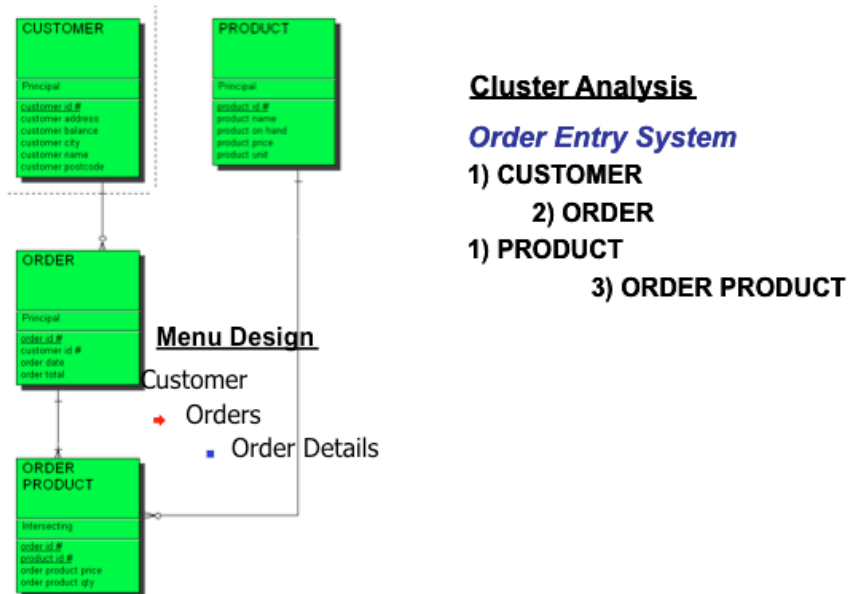 CUSTOMER
Principal
customer id #
customer address
customer balance
customer city
customer name
customer postcode
PRODUCT
Principal
product id #
product name
product on hand
product price
product unit
Cluster Analysis
Order Entry System
1) CUSTOMER
2) ORDER
1) PRODUCT
3) ORDER PRODUCT
ORDER
Principal
order id #
customer id #
order date
order total
Menu Design
Customer
Orders
Order Details
ORDER
PRODUCT
Intersecting
order id #
product id #
order product price
order product qty